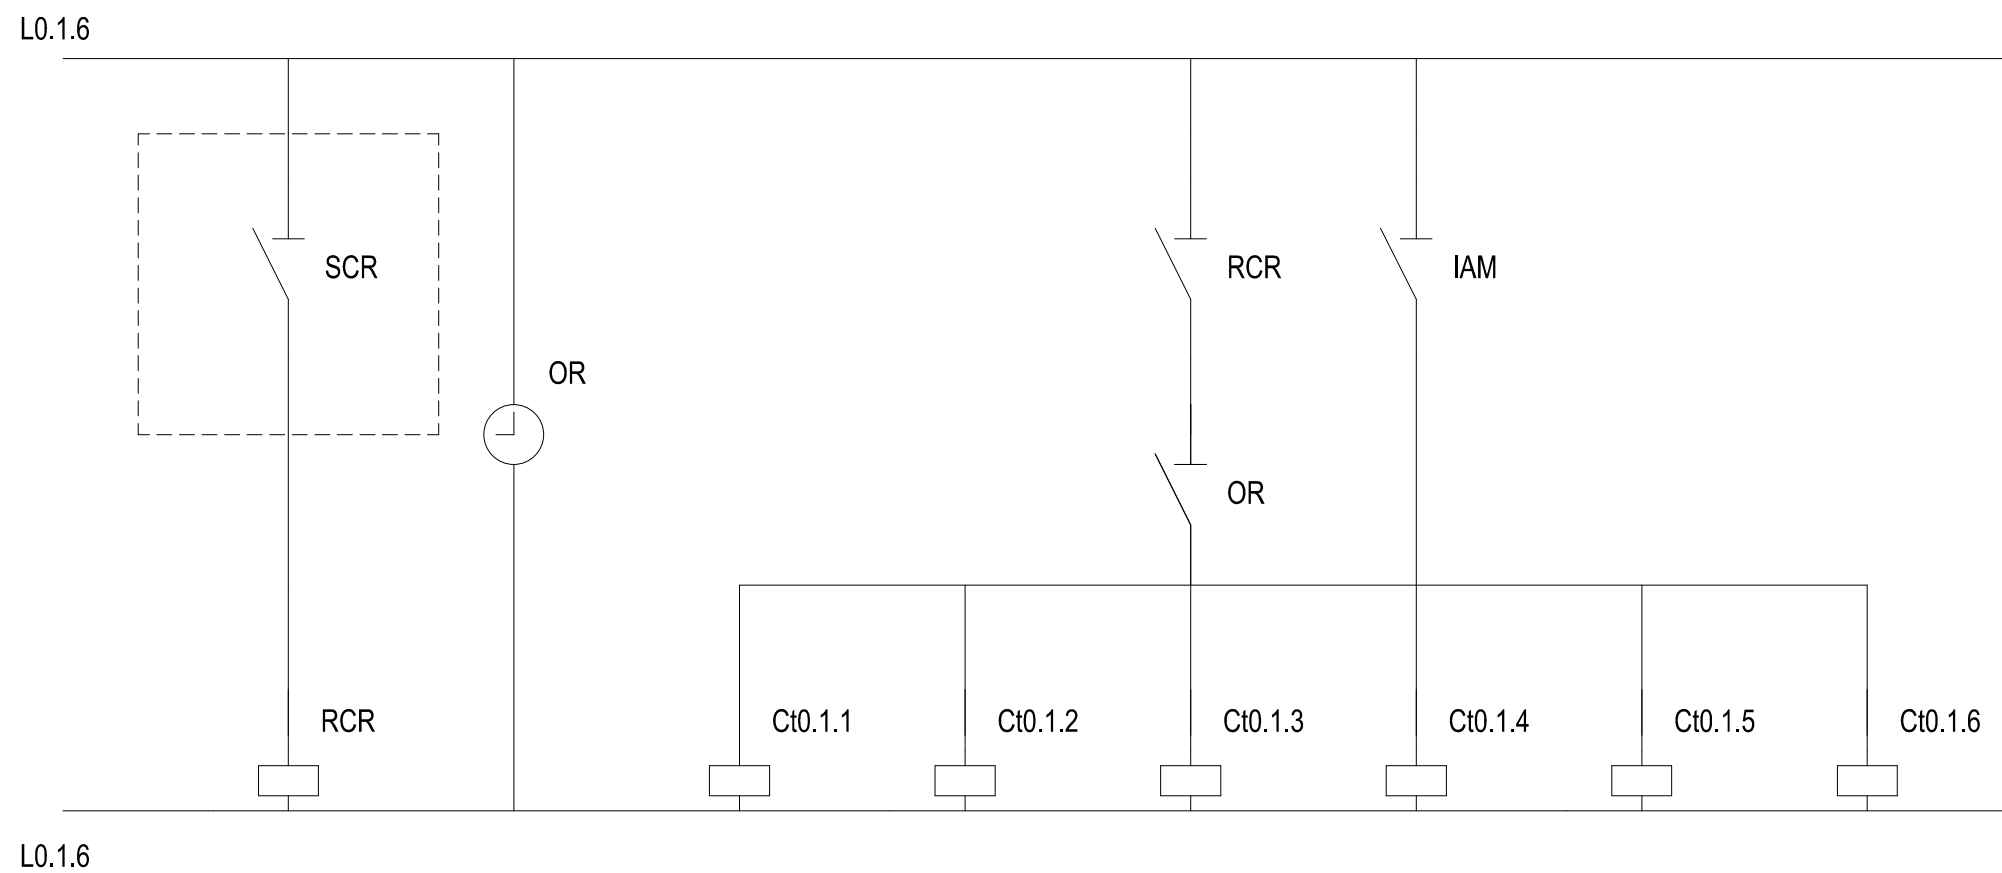 L0.1.6
SCR
RCR
IAM
OR
OR
RCR
Ct0.1.1
Ct0.1.2
Ct0.1.3
Ct0.1.4
Ct0.1.5
Ct0.1.6
L0.1.6